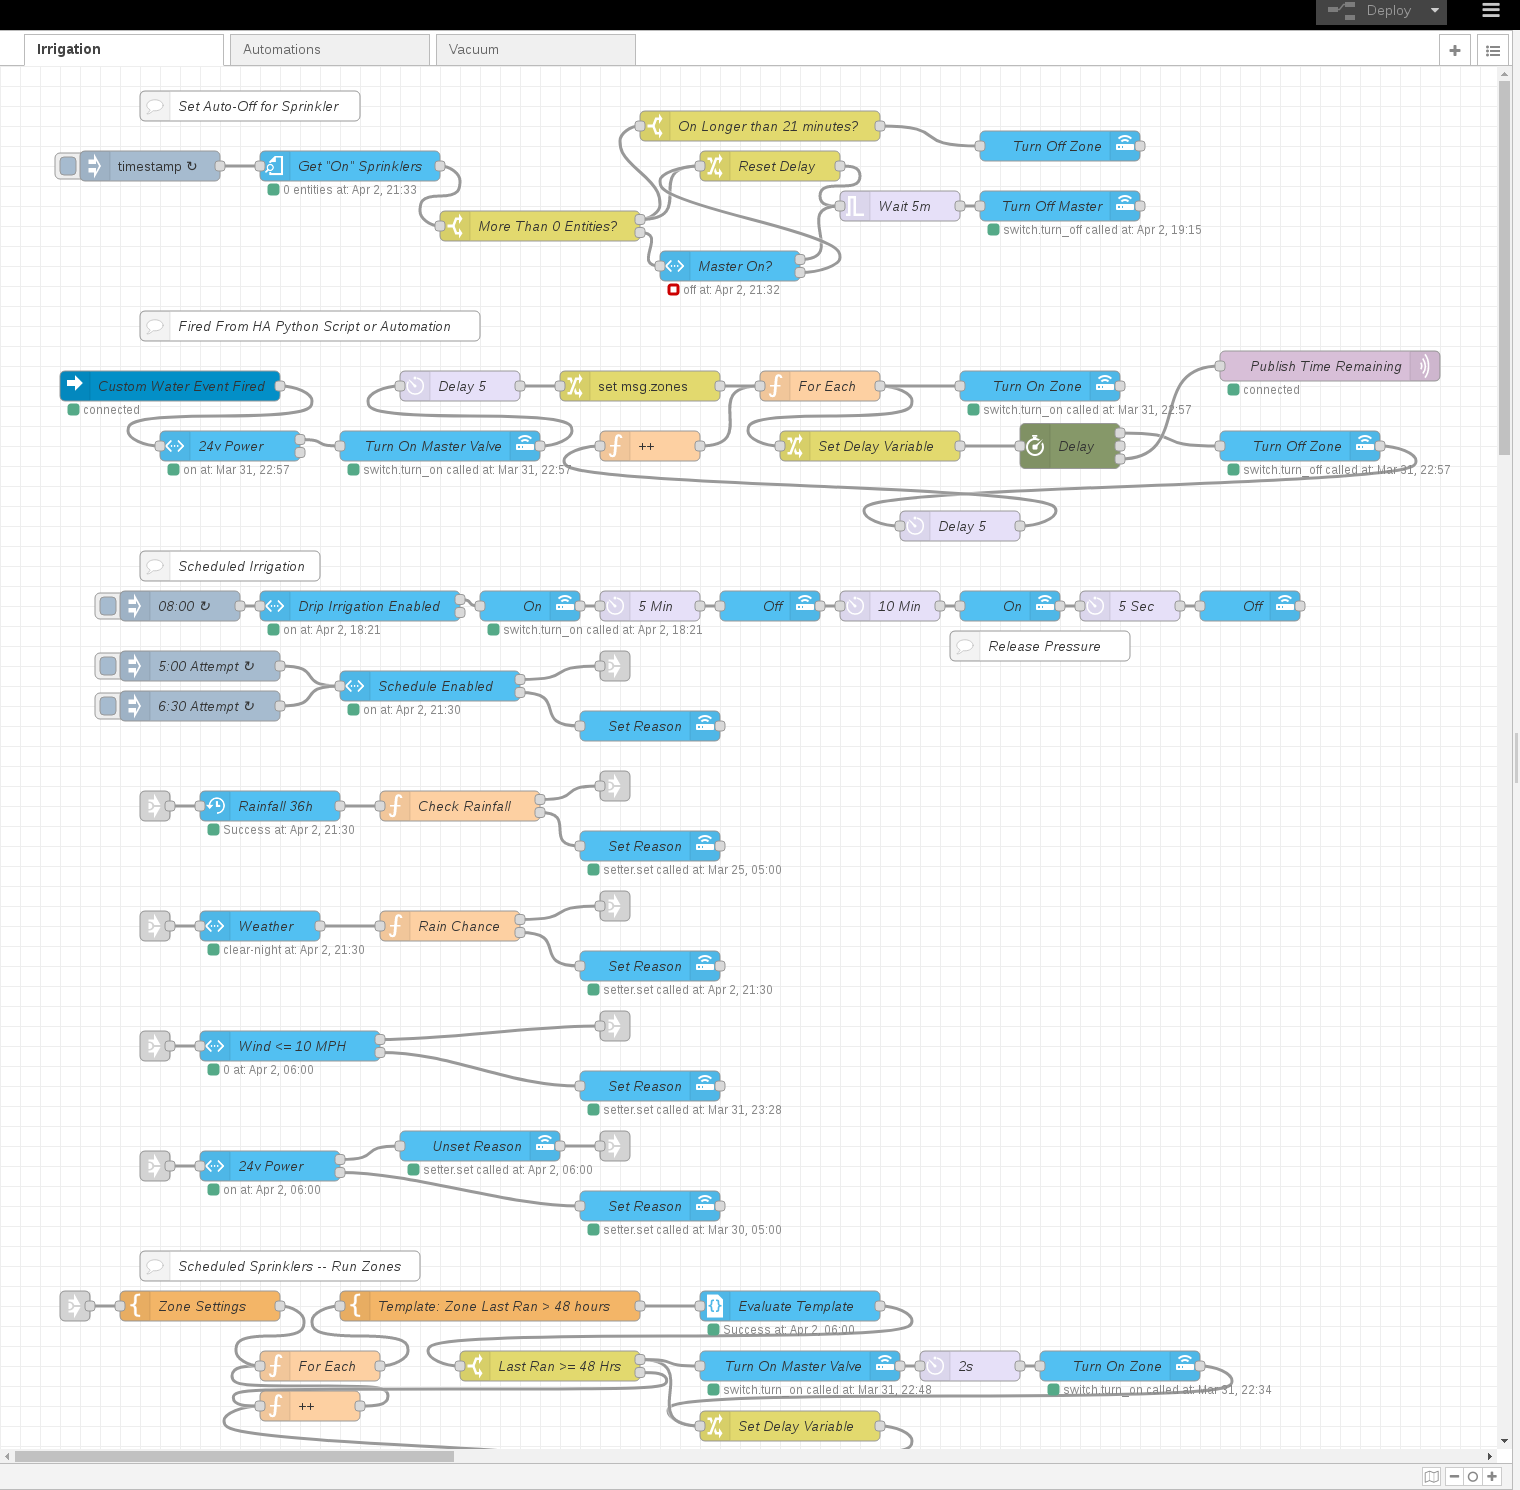 Deploy
Irrigation
Automations
Vacuum
Set Auto-Off for Sprinkler
On Longer than 21 minutes?
Turn Off Zone
timestamp ↻
Get "On" Sprinklers
Reset Delay
0 entities at: Apr 2, 21:33
Wait 5m
Turn Off Master
More Than 0 Entities?
switch.turn_off called at: Apr 2, 19:15
Master On?
off at: Apr 2, 21:32
Fired From HA Python Script or Automation
Publish Time Remaining
Custom Water Event Fired
Delay 5
set msg.zones
For Each
Turn On Zone
connected
connected
switch.turn_on called at: Mar 31, 22:57
24v Power
Turn On Master Valve
++
Set Delay Variable
Delay
Turn Off Zone
on at: Mar 31, 22:57
switch.turn_on called at: Mar 31, 22:57
switch.turn_off called at: Mar 31, 22:57
Delay 5
Scheduled Irrigation
08:00 ↻
Drip Irrigation Enabled
On
5 Min
Off
10 Min
On
5 Sec
Off
on at: Apr 2, 18:21
switch.turn_on called at: Apr 2, 18:21
Release Pressure
5:00 Attempt ↻
Schedule Enabled
6:30 Attempt ↻
on at: Apr 2, 21:30
Set Reason
Rainfall 36h
Check Rainfall
Success at: Apr 2, 21:30
Set Reason
setter.set called at: Mar 25, 05:00
Weather
Rain Chance
clear-night at: Apr 2, 21:30
Set Reason
setter.set called at: Apr 2, 21:30
Wind <= 10 MPH
0 at: Apr 2, 06:00
Set Reason
setter.set called at: Mar 31, 23:28
Unset Reason
24v Power
setter.set called at: Apr 2, 06:00
on at: Apr 2, 06:00
Set Reason
setter.set called at: Mar 30, 05:00
Scheduled Sprinklers -- Run Zones
Zone Settings
Template: Zone Last Ran > 48 hours
Evaluate Template
Success at: Apr 2, 06:00
For Each
Last Ran >= 48 Hrs
Turn On Master Valve
2s
Turn On Zone
switch.turn_on called at: Mar 31, 22:48
switch.turn_on called at: Mar 31, 22:34
++
Set Delay Variable